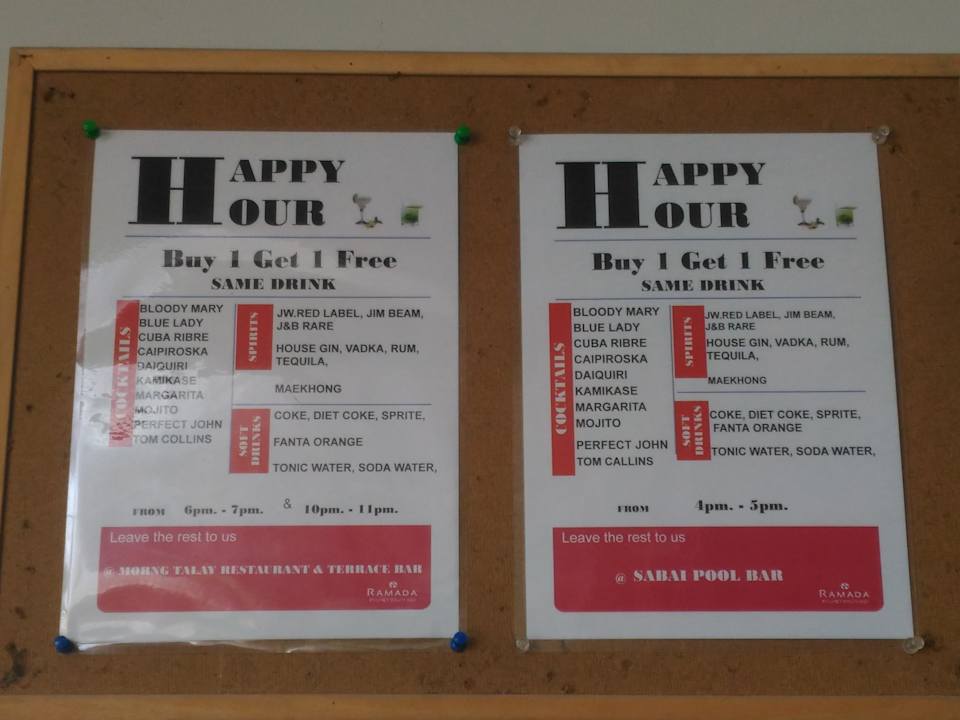 HAPPY
HOUR
Buy 1 Get 1 Free
SAME DRINK
COCKTAILS
BLOODY MARY
BLUE LADY
CUBA RIBRE
CAIPIROSKA
DAIQUIRI
KAMIKASE
MARGARITA
MOJITO
PERFECT JOHN
TOM COLLINS
SPIRITS
JW.RED LABEL, JIM BEAM,
J&B RARE
HOUSE GIN, VADKA, RUM,
TEQUILA,
MAEKHONG
SOFT
DRINKS
COKE, DIET COKE, SPRITE,
FANTA ORANGE
TONIC WATER, SODA WATER,
FROM 6pm. - 7pm. & 10pm. - 11pm.
Leave the rest to us
@ MORNG TALAY RESTAURANT & TERRACE BAR
RAMADA
HAPPY
HOUR
Buy 1 Get 1 Free
SAME DRINK
COCKTAILS
BLOODY MARY
BLUE LADY
CUBA RIBRE
CAIPIROSKA
DAIQUIRI
KAMIKASE
MARGARITA
MOJITO
PERFECT JOHN
TOM CALLINS
SPIRITS
JW.RED LABEL, JIM BEAM,
J&B RARE
HOUSE GIN, VADKA, RUM,
TEQUILA,
MAEKHONG
SOFT
DRINKS
COKE, DIET COKE, SPRITE,
FANTA ORANGE
TONIC WATER, SODA WATER,
FROM 4pm. - 5pm.
Leave the rest to us
@ SABAI POOL BAR
RAMADA